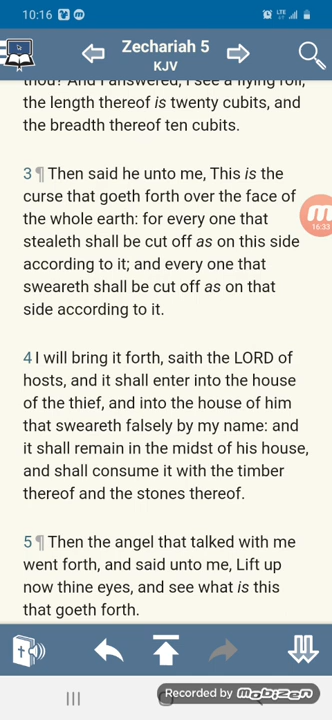 10:16
LTE
Zechariah 5
KJV
thou? And I answered, I see a flying roll;
the length thereof is twenty cubits, and
the breadth thereof ten cubits.
3 ¶ Then said he unto me, This is the
curse that goeth forth over the face of
the whole earth: for every one that
stealeth shall be cut off as on this side
according to it; and every one that
sweareth shall be cut off as on that
side according to it.
16:33
4 I will bring it forth, saith the LORD of
hosts, and it shall enter into the house
of the thief, and into the house of him
that sweareth falsely by my name: and
it shall remain in the midst of his house,
and shall consume it with the timber
thereof and the stones thereof.
5 ¶ Then the angel that talked with me
went forth, and said unto me, Lift up
now thine eyes, and see what is this
that goeth forth.
Recorded by mobizen